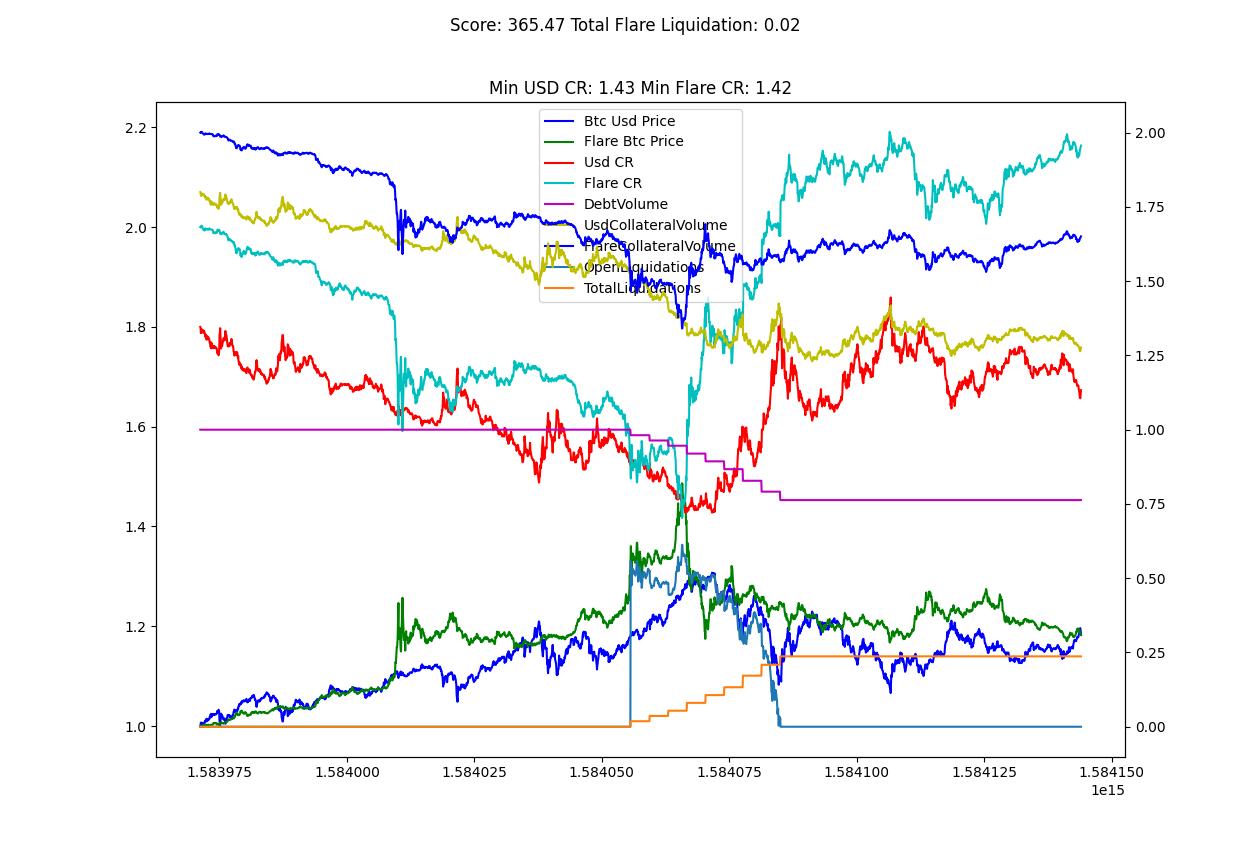 Score: 365.47 Total Flare Liquidation: 0.02
Min USD CR: 1.43 Min Flare CR: 1.42
Btc Usd Price
Flare Btc Price
Usd CR
Flare CR
DebtVolume
UsdCollateralVolume
FlareCollateralVolume
OpenLiquidations
TotalLiquidations
2.2
2.0
1.8
1.6
1.4
1.2
1.0
2.00
1.75
1.50
1.25
1.00
0.75
0.50
0.25
0.00
1.583975 1.584000 1.584025 1.584050 1.584075 1.584100 1.584125 1.584150
1e15